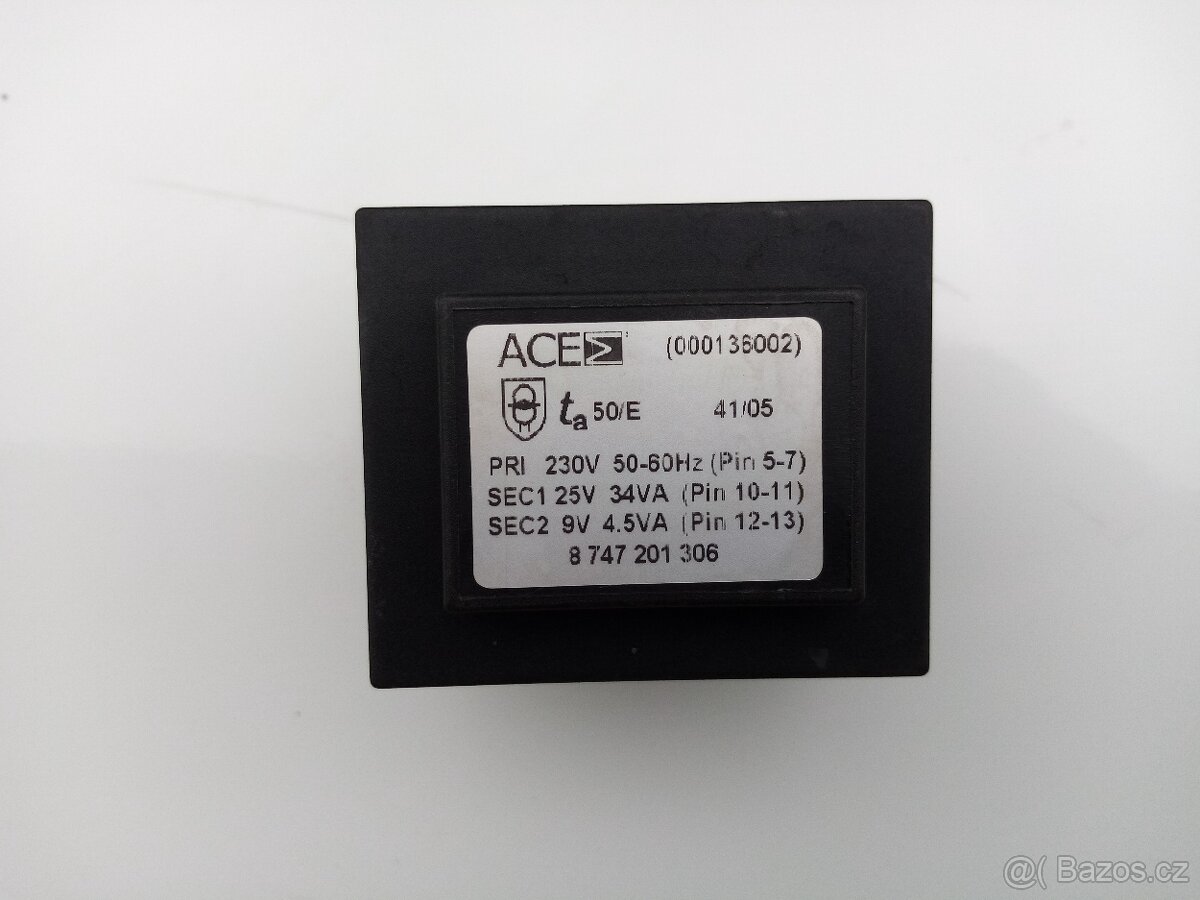 ACE (000136002)
ta 50/E 41/05
PRI 230V 50-60Hz (Pin 5-7)
SEC1 25V 34VA (Pin 10-11)
SEC2 9V 4.5VA (Pin 12-13)
8 747 201 306
@( Bazos.cz